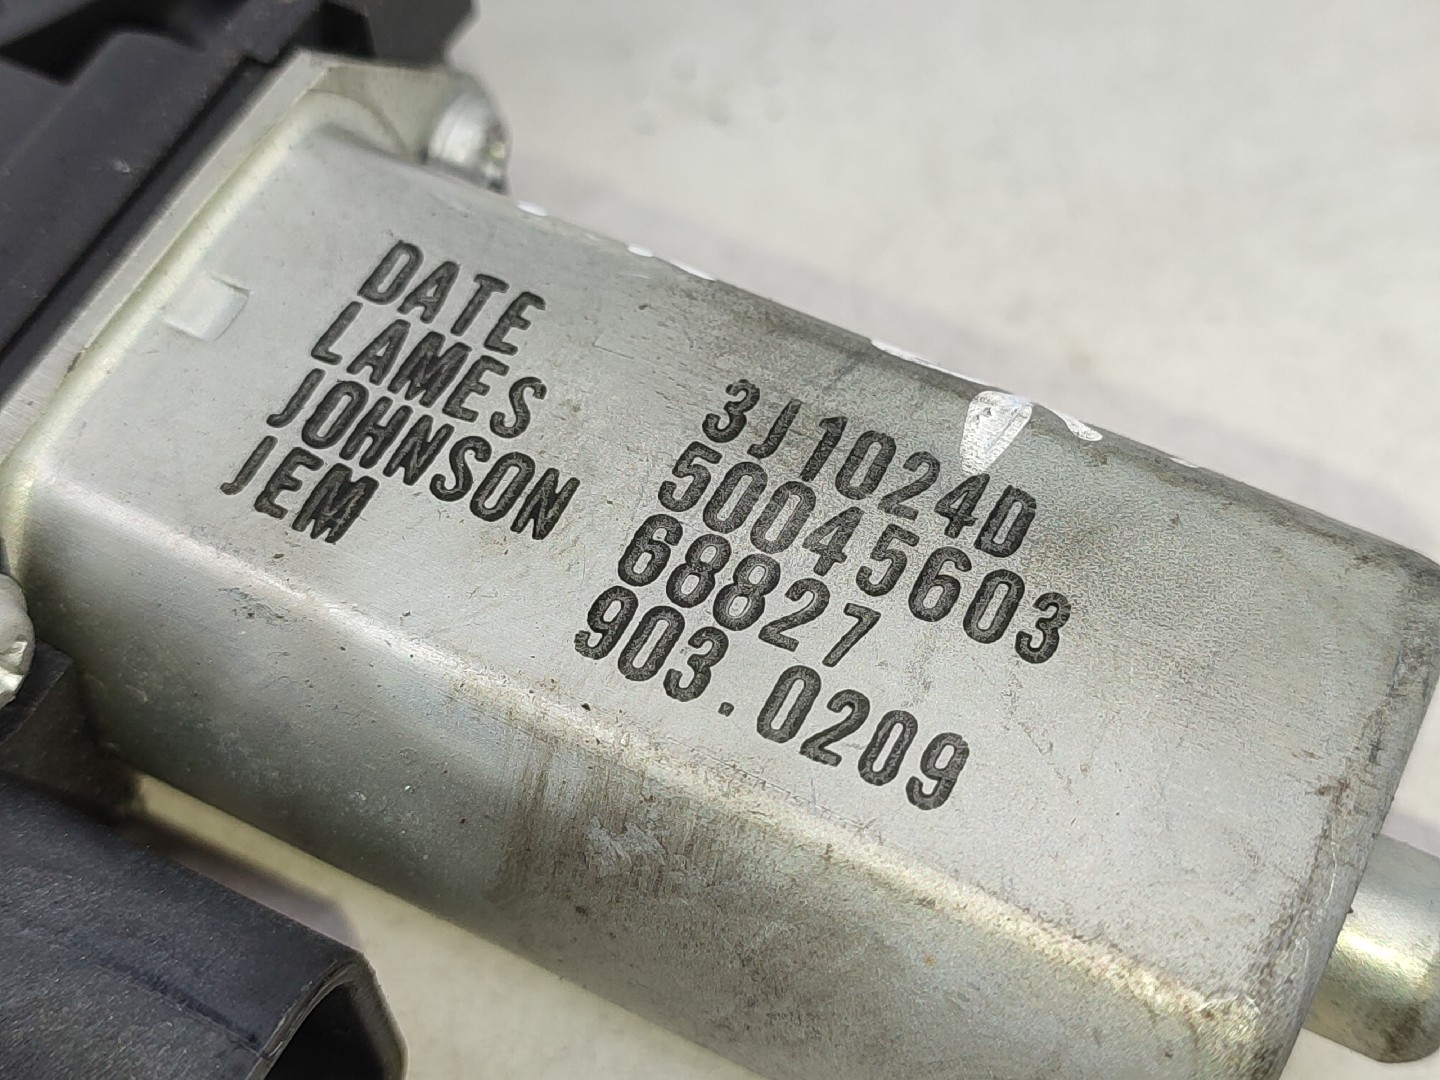 DATE 3J1024D
LAMES 50045603
JOHNSON 68827
JEM 903.0209